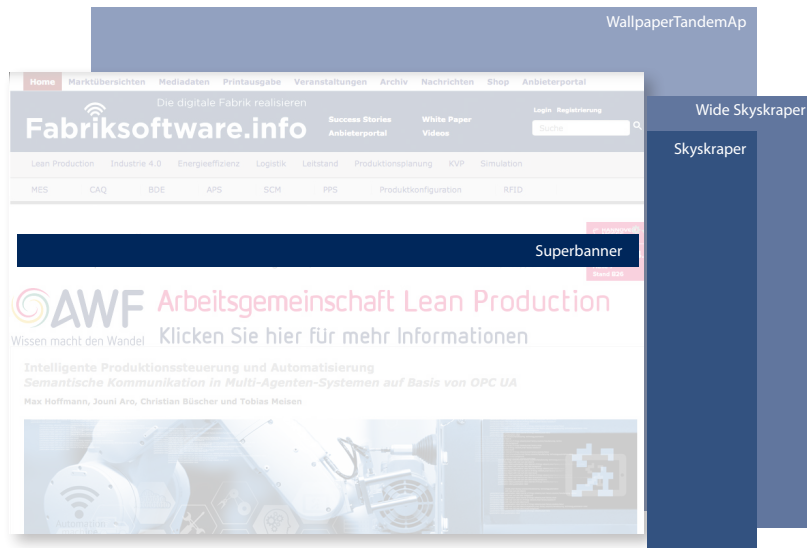 WallpaperTandemAp
Home Marktübersichten Mediadaten Printausgabe Veranstaltungen Archiv Nachrichten Shop Anbieterportal
Wide Skyskraper
Die digitale Fabrik realisieren
Login Registrierung
Fabriksoftware.info
Success Stories White Paper
Suche
Anbieterportal Videos
Skyskraper
Lean Production Industrie 4.0 Energieeffizienz Logistik Leitstand Produktionsplanung KVP Simulation
MES CAQ BDE APS SCM PPS Produktkonfiguration RFID
Superbanner
AWF Arbeitsgemeinschaft Lean Production
Wissen macht den Wandel Klicken Sie hier für mehr Informationen
Intelligente Produktionssteuerung und Automatisierung
Semantische Kommunikation in Multi-Agenten-Systemen auf Basis von OPC UA
Max Hoffmann, Jouni Aro, Christian Büscher und Tobias Meisen